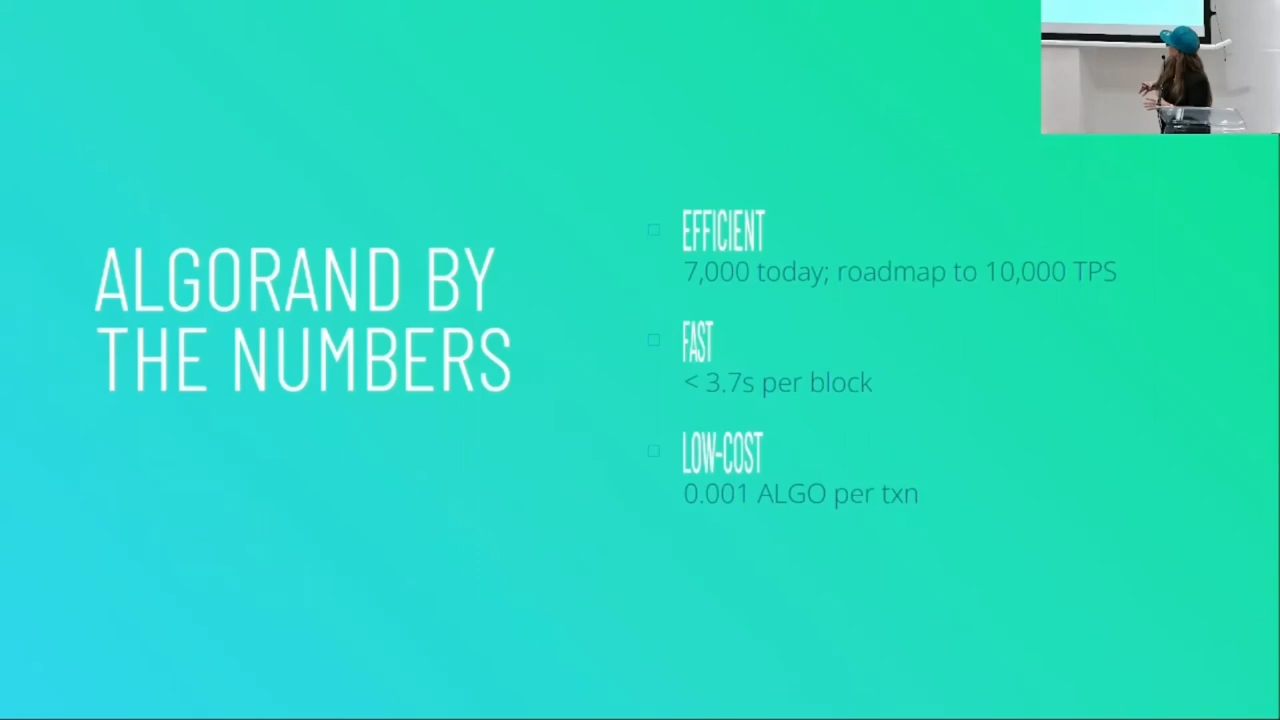 ALGORAND BY
THE NUMBERS
EFFICIENT
7,000 today; roadmap to 10,000 TPS
FAST
< 3.7s per block
LOW-COST
0.001 ALGO per txn